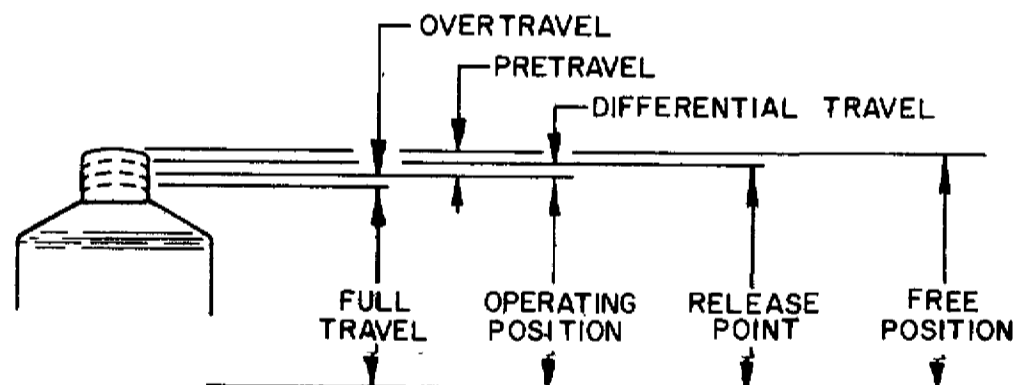 OVERTRAVEL
PRETRAVEL
DIFFERENTIAL TRAVEL
FULL
TRAVEL
OPERATING
POSITION
RELEASE
POINT
FREE
POSITION